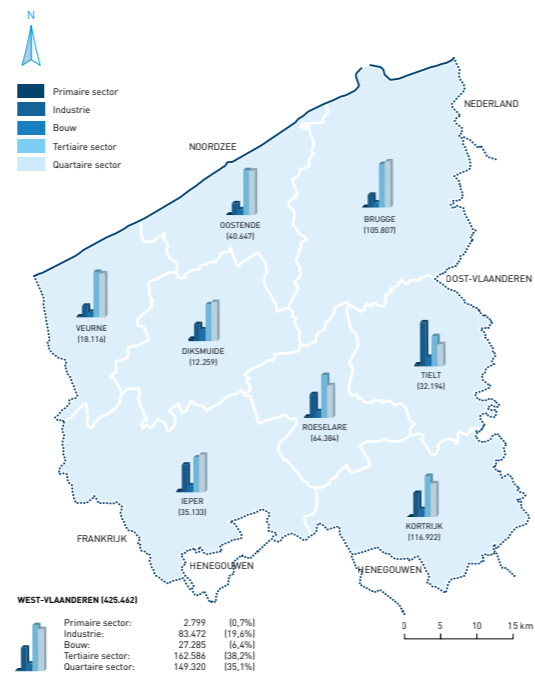 N
Primaire sector
Industrie
Bouw
Tertiaire sector
Quartaire sector
NOORDZEE
NEDERLAND
OOSTENDE
(40.647)
BRUGGE
(105.807)
OOST-VLAANDEREN
VEURNE
(18.116)
DIKSMUIDE
(12.259)
TIELT
(32.194)
ROESELARE
(64.384)
IEPER
(35.133)
KORTRIJK
(116.922)
FRANKRIJK
HENEGOUWEN
HENEGOUWEN
WEST-VLAANDEREN (425.462)
Primaire sector: 2.799 (0,7%)
Industrie: 83.472 (19,6%)
Bouw: 27.285 (6,4%)
Tertiaire sector: 162.586 (38,2%)
Quartaire sector: 149.320 (35,1%)
0 5 10 15 km